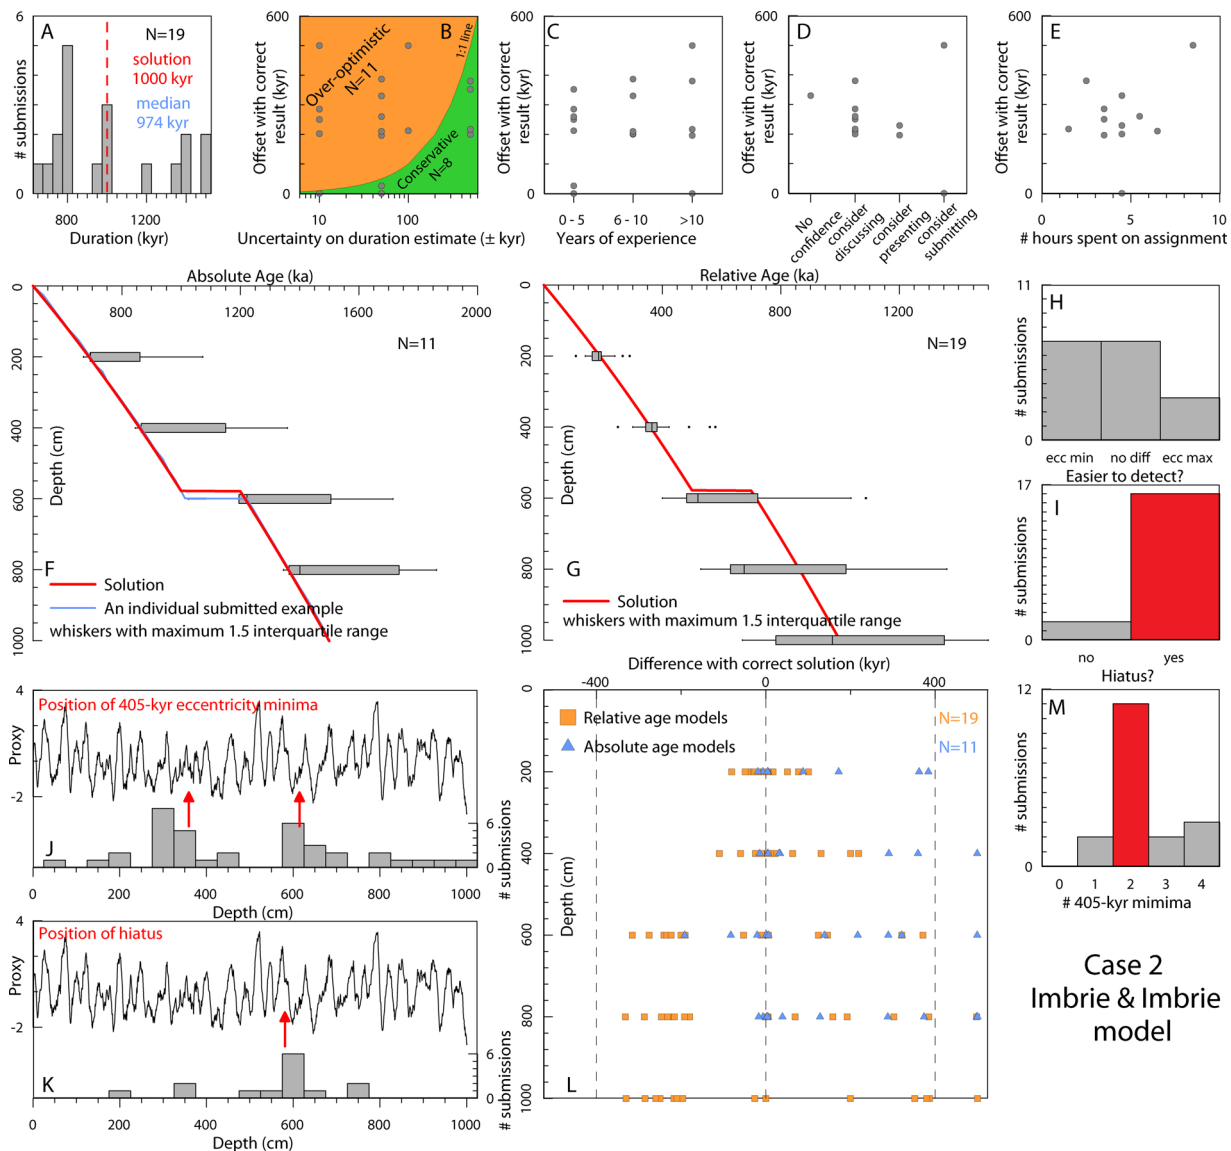 A
N=19
solution
1000 kyr
median
974 kyr
# submissions
6
0
800
1200
Duration (kyr)
B
Over-optimistic
N=11
Conservative
N=8
1:1 line
Offset with correct
result (kyr)
600
0
10
100
Uncertainty on duration estimate (± kyr)
C
Offset with correct
result (kyr)
600
0
0 - 5
6 - 10
>10
Years of experience
D
Offset with correct
result (kyr)
600
0
No
confidence
consider
discussing
consider
presenting
consider
submitting
E
Offset with correct
result (kyr)
600
0
0
5
10
# hours spent on assignment
Absolute Age (ka)
800
1200
1600
2000
N=11
0
200
400
600
800
1000
Depth (cm)
F
Solution
An individual submitted example
whiskers with maximum 1.5 interquartile range
Relative Age (ka)
400
800
1200
N=19
0
200
400
600
800
1000
Depth (cm)
G
Solution
whiskers with maximum 1.5 interquartile range
H
# submissions
11
0
ecc min
no diff
ecc max
Easier to detect?
I
# submissions
17
0
no
yes
Hiatus?
J
Position of 405-kyr eccentricity minima
Proxy
4
-2
6
0
# submissions
0
200
400
600
800
1000
Depth (cm)
K
Position of hiatus
Proxy
4
-2
6
0
# submissions
0
200
400
600
800
1000
Depth (cm)
Difference with correct solution (kyr)
-400
0
400
Relative age models
N=19
Absolute age models
N=11
0
200
400
600
800
1000
Depth (cm)
L
M
# submissions
12
0
0
1
2
3
4
# 405-kyr mimima
Case 2
Imbrie & Imbrie
model